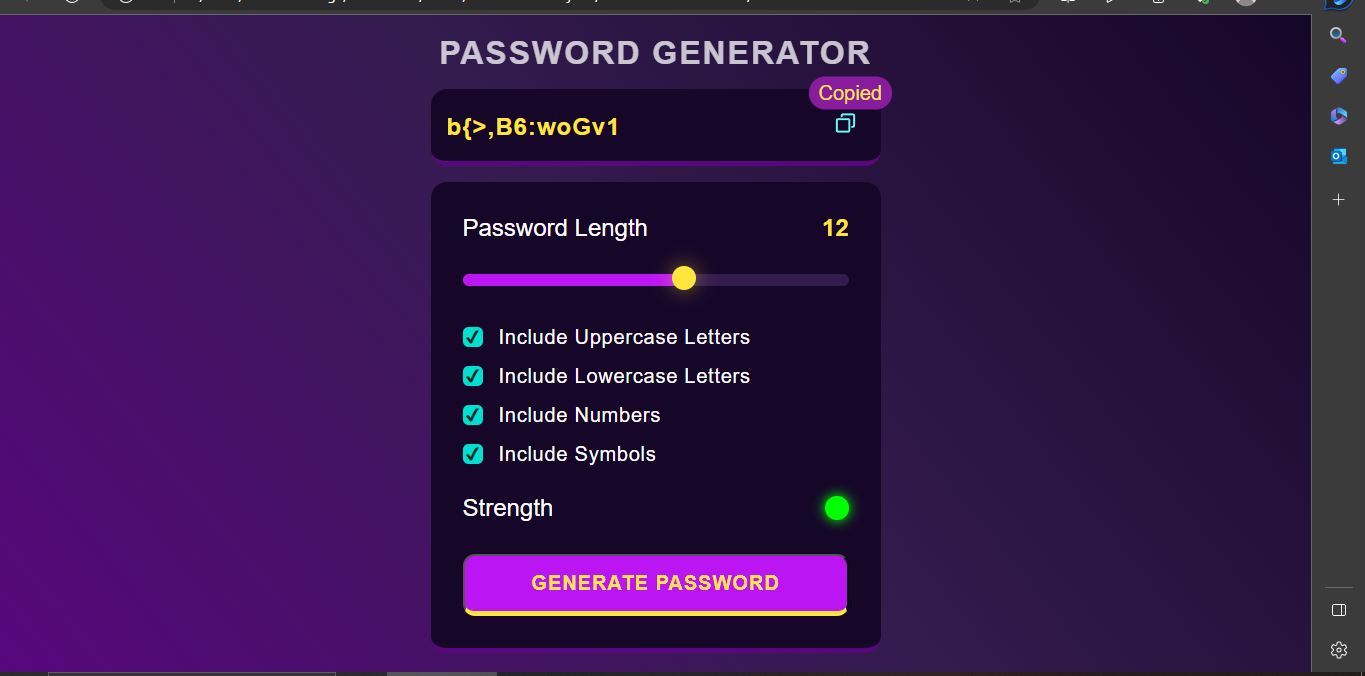 PASSWORD GENERATOR
Copied
b{>,B6:woGv1
Password Length 12
Include Uppercase Letters
Include Lowercase Letters
Include Numbers
Include Symbols
Strength
GENERATE PASSWORD